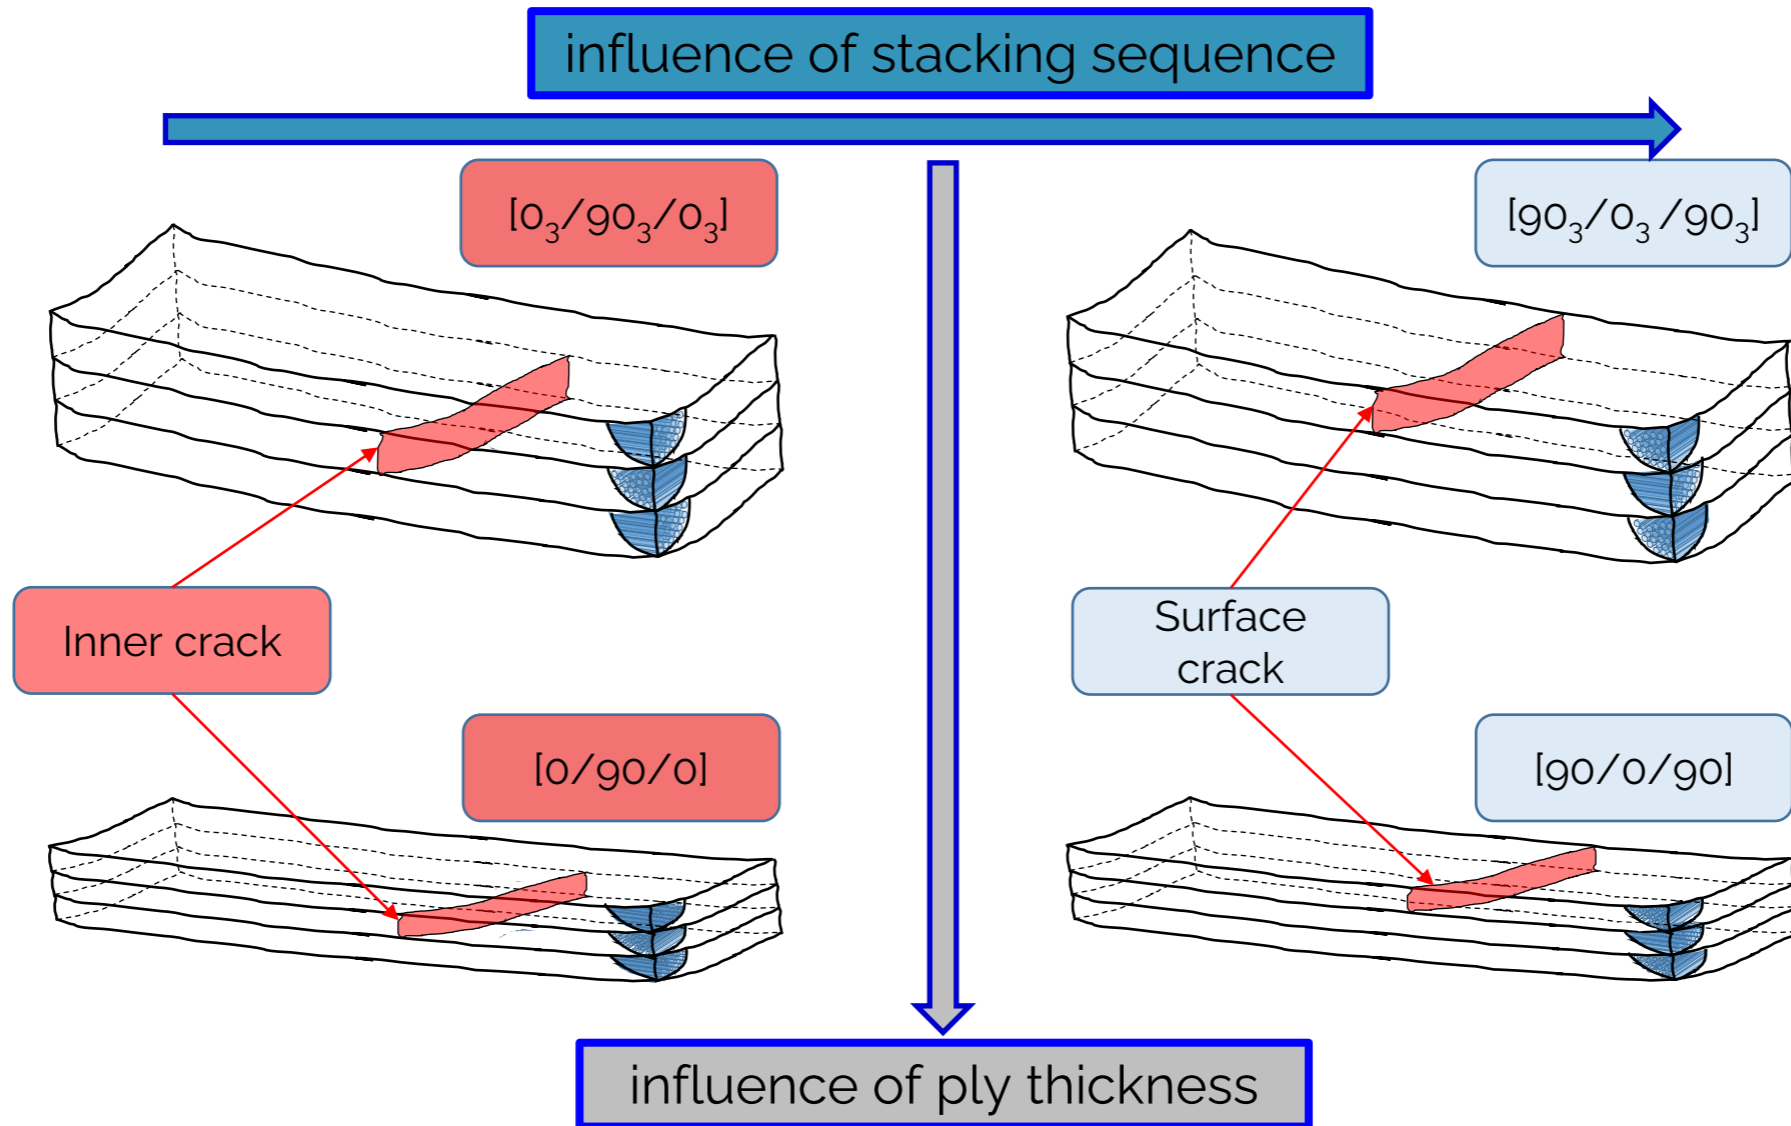 influence of stacking sequence
[0₃/90₃/0₃]
[90₃/0₃/90₃]
Inner crack
Surface
crack
[0/90/0]
[90/0/90]
influence of ply thickness